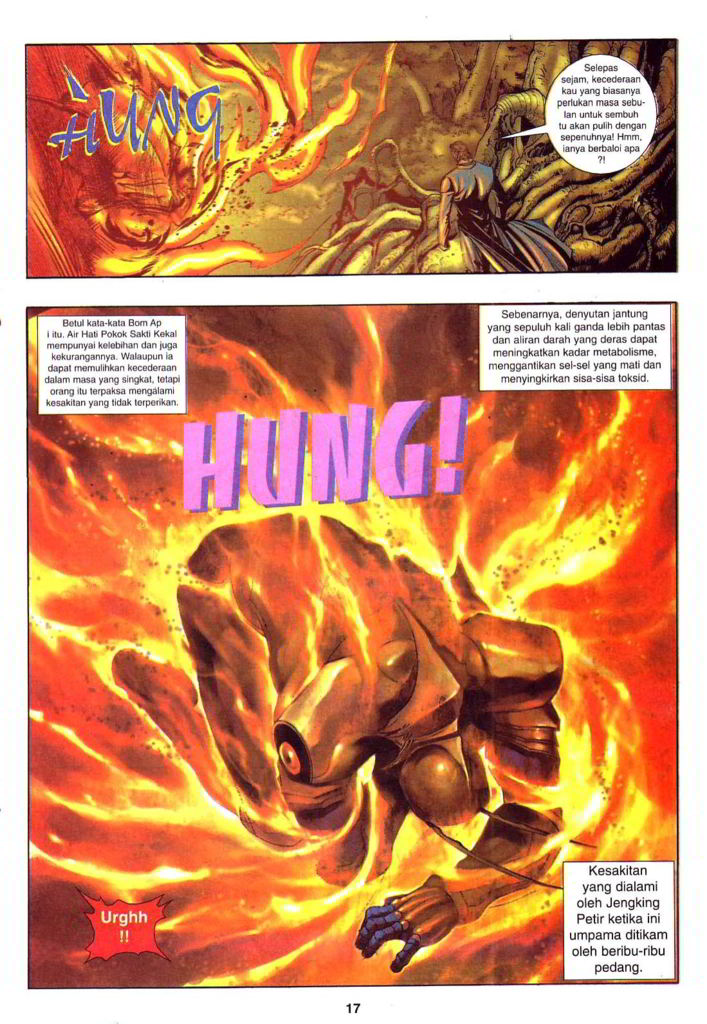 HUNG
Selepas
sejam, kecederaan
kau yang biasanya
perlukan masa sebu-
lan untuk sembuh
tu akan pulih dengan
sepenuhnya! Hmm,
ianya berbaloi apa
?!
Betul kata-kata Bom Ap
i itu. Air Hati Pokok Sakti Kekal
mempunyai kelebihan dan juga
kekurangannya. Walaupun ia
dapat memulihkan kecederaan
dalam masa yang singkat, tetapi
orang itu terpaksa mengalami
kesakitan yang tidak terperikan.
Sebenarnya, denyutan jantung
yang sepuluh kali ganda lebih pantas
dan aliran darah yang deras dapat
meningkatkan kadar metabolisme,
menggantikan sel-sel yang mati dan
menyingkirkan sisa-sisa toksid.
HUNG!
Urghh
!!
Kesakitan
yang dialami
oleh Jengking
Petir ketika ini
umpama ditikam
oleh beribu-ribu
pedang.
17